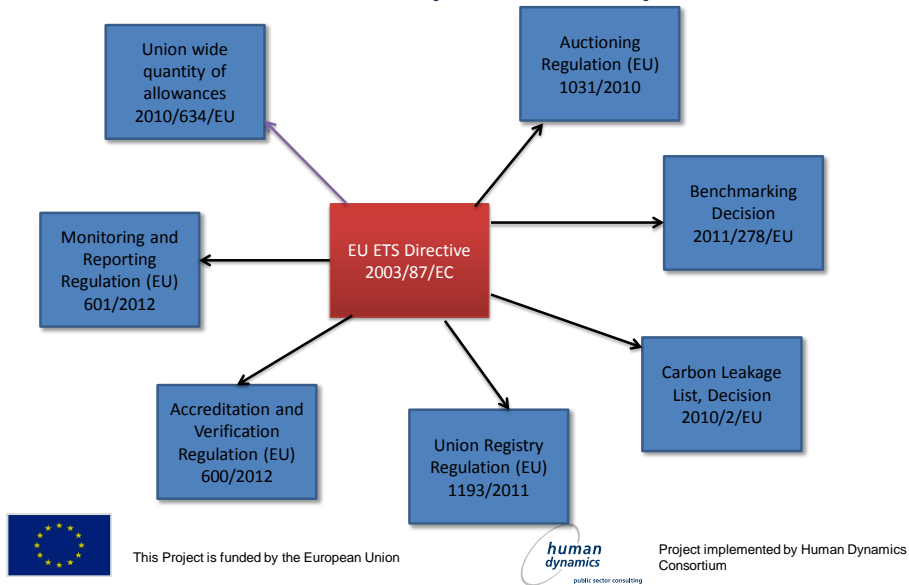 Union wide
quantity of
allowances
2010/634/EU
Auctioning
Regulation (EU)
1031/2010
Benchmarking
Decision
2011/278/EU
Monitoring and
Reporting
Regulation (EU)
601/2012
EU ETS Directive
2003/87/EC
Carbon Leakage
List, Decision
2010/2/EU
Accreditation and
Verification
Regulation (EU)
600/2012
Union Registry
Regulation (EU)
1193/2011
This Project is funded by the European Union
human
dynamics
public sector consulting
Project implemented by Human Dynamics
Consortium